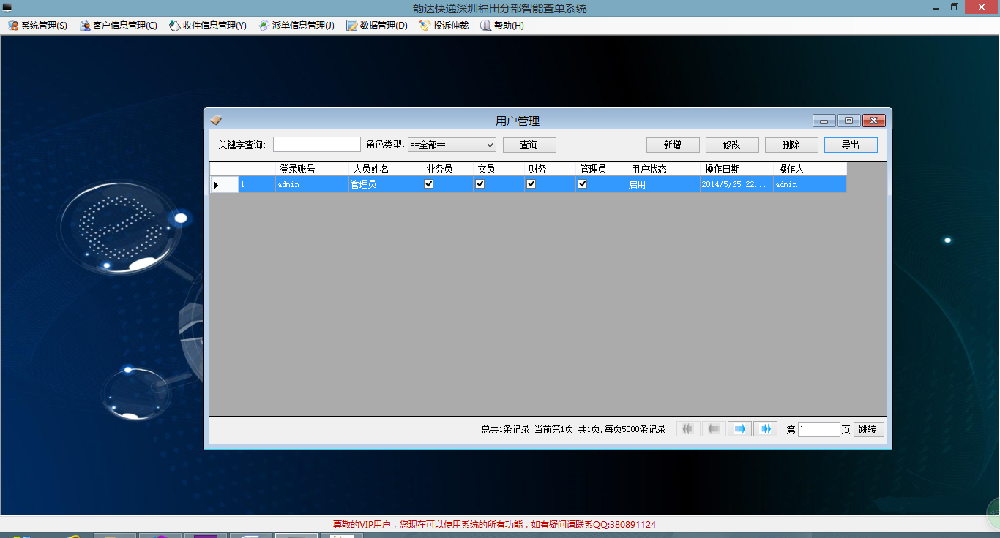 韵达快递深圳福田分部智能查单系统
系统管理(S) 客户信息管理(C) 收件信息管理(Y) 派单信息管理(J) 数据管理(D) 投诉仲裁 帮助(H)
用户管理
关键字查询: 角色类型: ==全部== 查询 新增 修改 删除 导出
登录账号 人员姓名 业务员 文员 财务 管理员 用户状态 操作日期 操作人
1 admin 管理员 启用 2014/5/25 22... admin
总共1条记录, 当前第1页, 共1页, 每页5000条记录 第 1 页 跳转
尊敬的VIP用户，您现在可以使用系统的所有功能，如有疑问请联系QQ:380891124